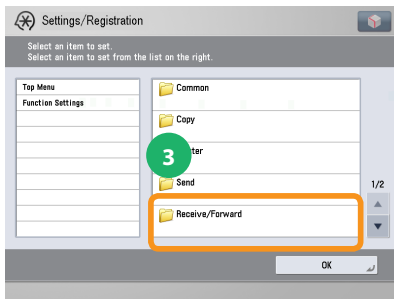 Settings/Registration
Select an item to set.
Select an item to set from the list on the right.
Top Menu
Function Settings
Common
Copy
3
ter
Send
Receive/Forward
1/2
OK